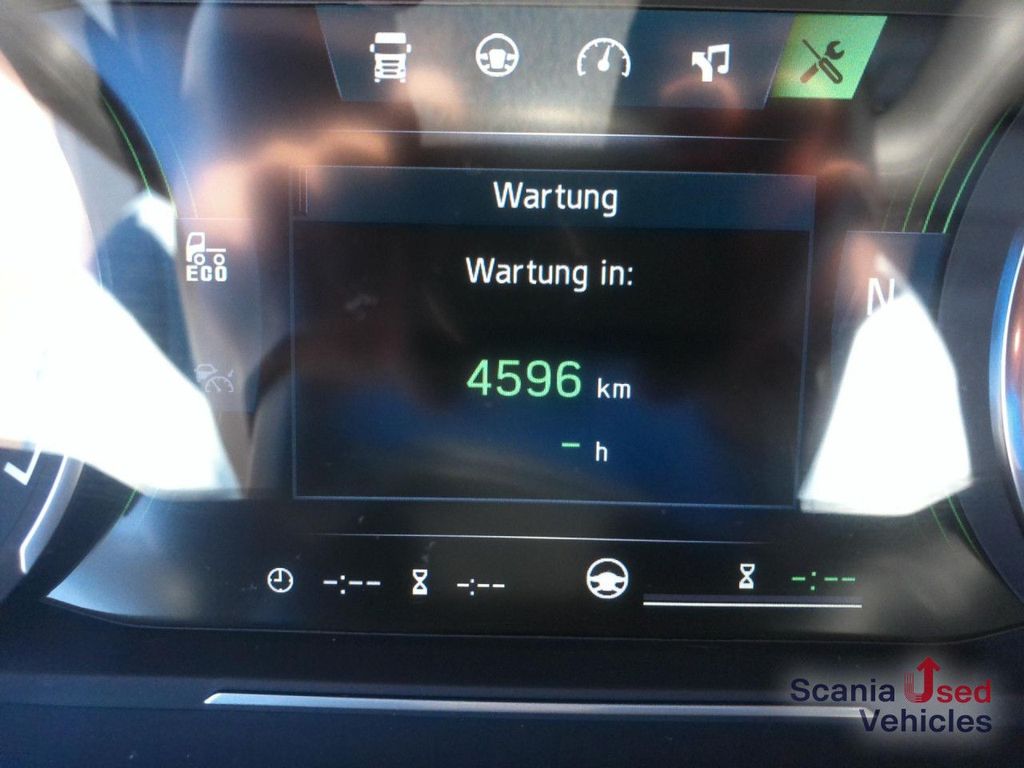 Wartung
Wartung in:
ECO
N
4596 km
- h
--:-- --:-- --:--
Scania Used
Vehicles